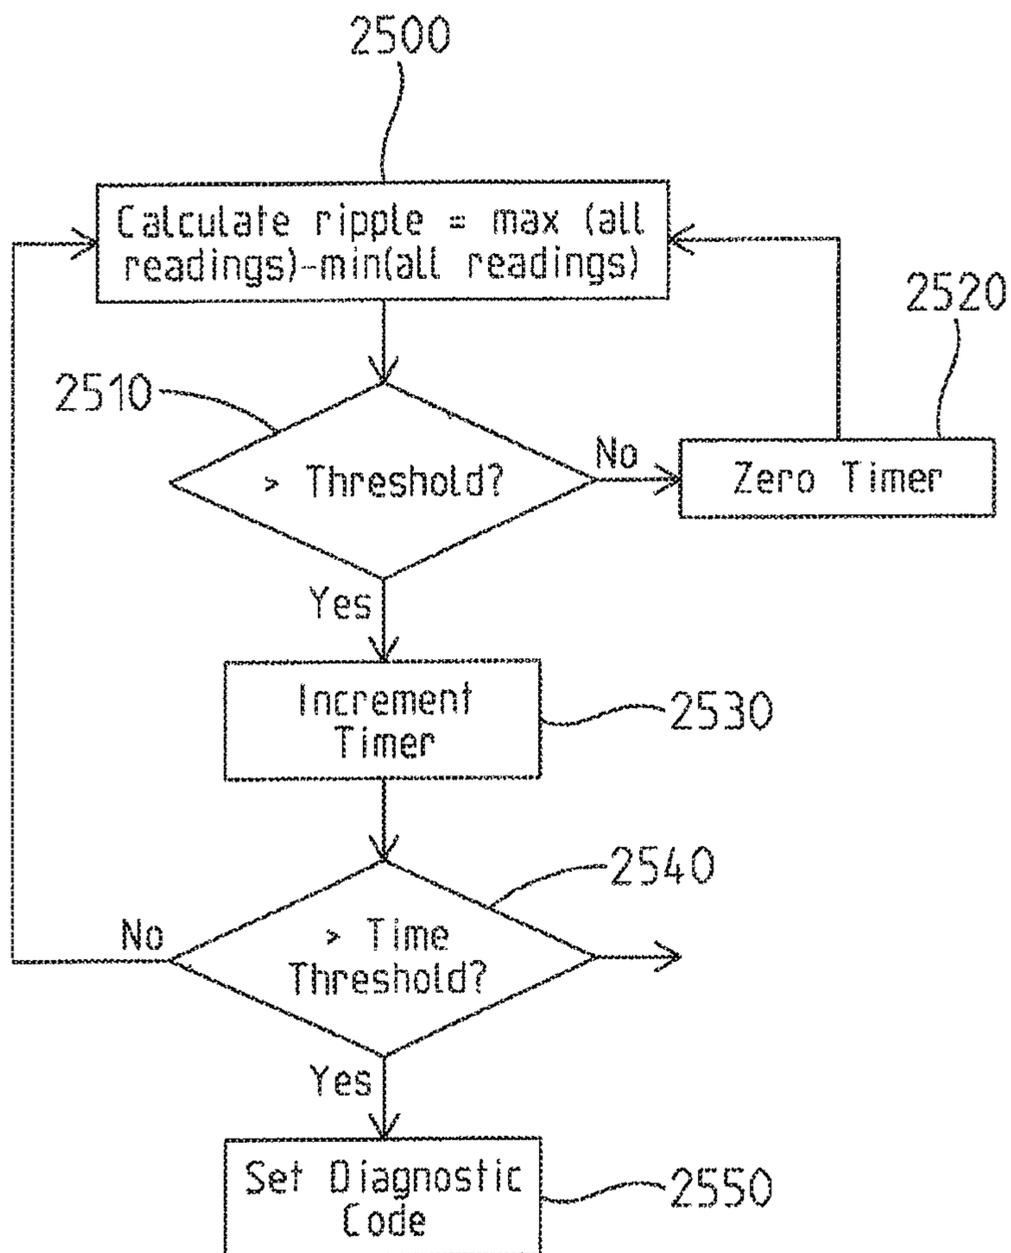 2500
Calculate ripple = max (all
readings)-min(all readings)
2520
2510
> Threshold?
No
Zero Timer
Yes
Increment
Timer
2530
2540
No
> Time
Threshold?
Yes
Set Diagnostic
Code
2550